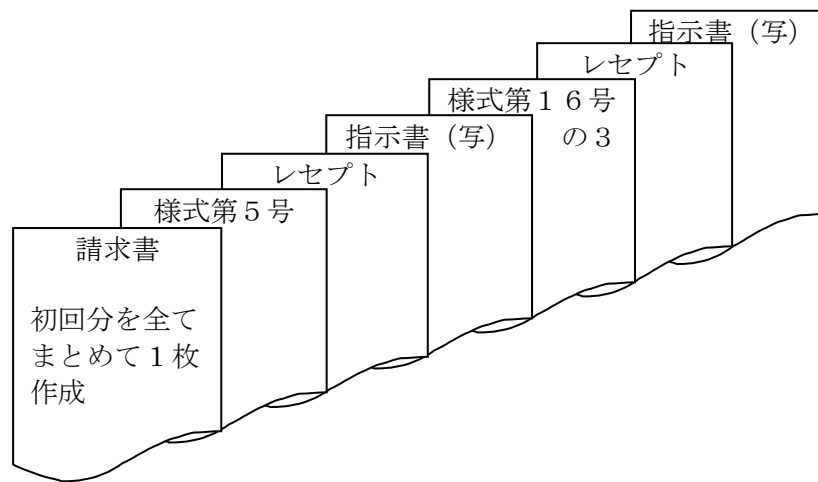 指示書（写）
レセプト
様式第１６号
の３
指示書（写）
レセプト
様式第５号
請求書
初回分を全て
まとめて１枚
作成